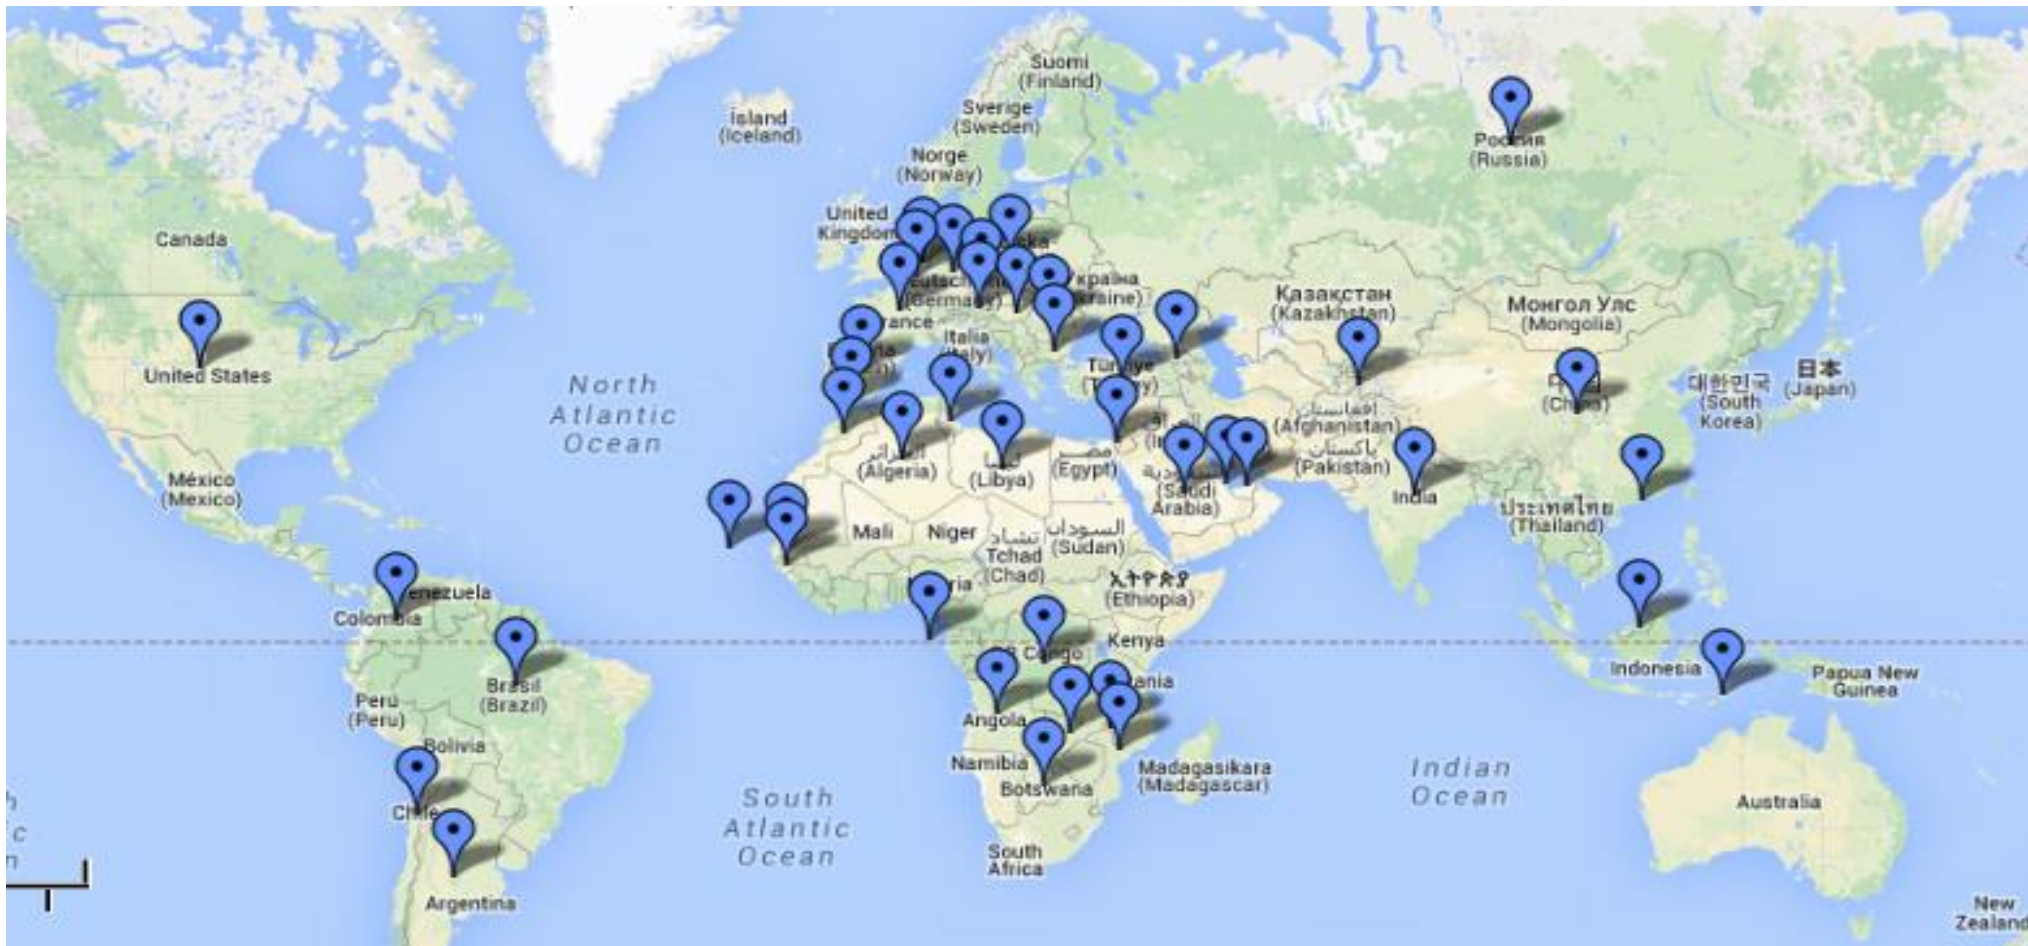 Suomi
(Finland)
Ísland
(Iceland)
Sverige
(Sweden)
(Russia)
Norge
(Norway)
United
Kingdom
Canada
Україна
(Germany)
Қазақстан
(Kazakhstan)
Монгол Улс
(Mongolia)
Italia
United States
North
Atlantic
Ocean
(China)
대한민국
(South
Korea)
日本
(Japan)
(Afghanistan)
پاکستان
(Pakistan)
México
(Mexico)
(Algeria)
(Libya)
مصر
(Egypt)
(Saudi
Arabia)
India
ประเทศไทย
(Thailand)
Mali
Niger
تشاد
Tchad
(Chad)
السودان
(Sudan)
ኢትዮጵያ
(Ethiopia)
Venezuela
Colombia
Kenya
Indonesia
Papua New
Guinea
Perú
(Peru)
Brasil
(Brazil)
Angola
Bolivia
Namibia
Botswana
Madagasikara
(Madagascar)
Indian
Ocean
South
Atlantic
Ocean
Chile
Australia
South
Africa
Argentina
New
Zealand